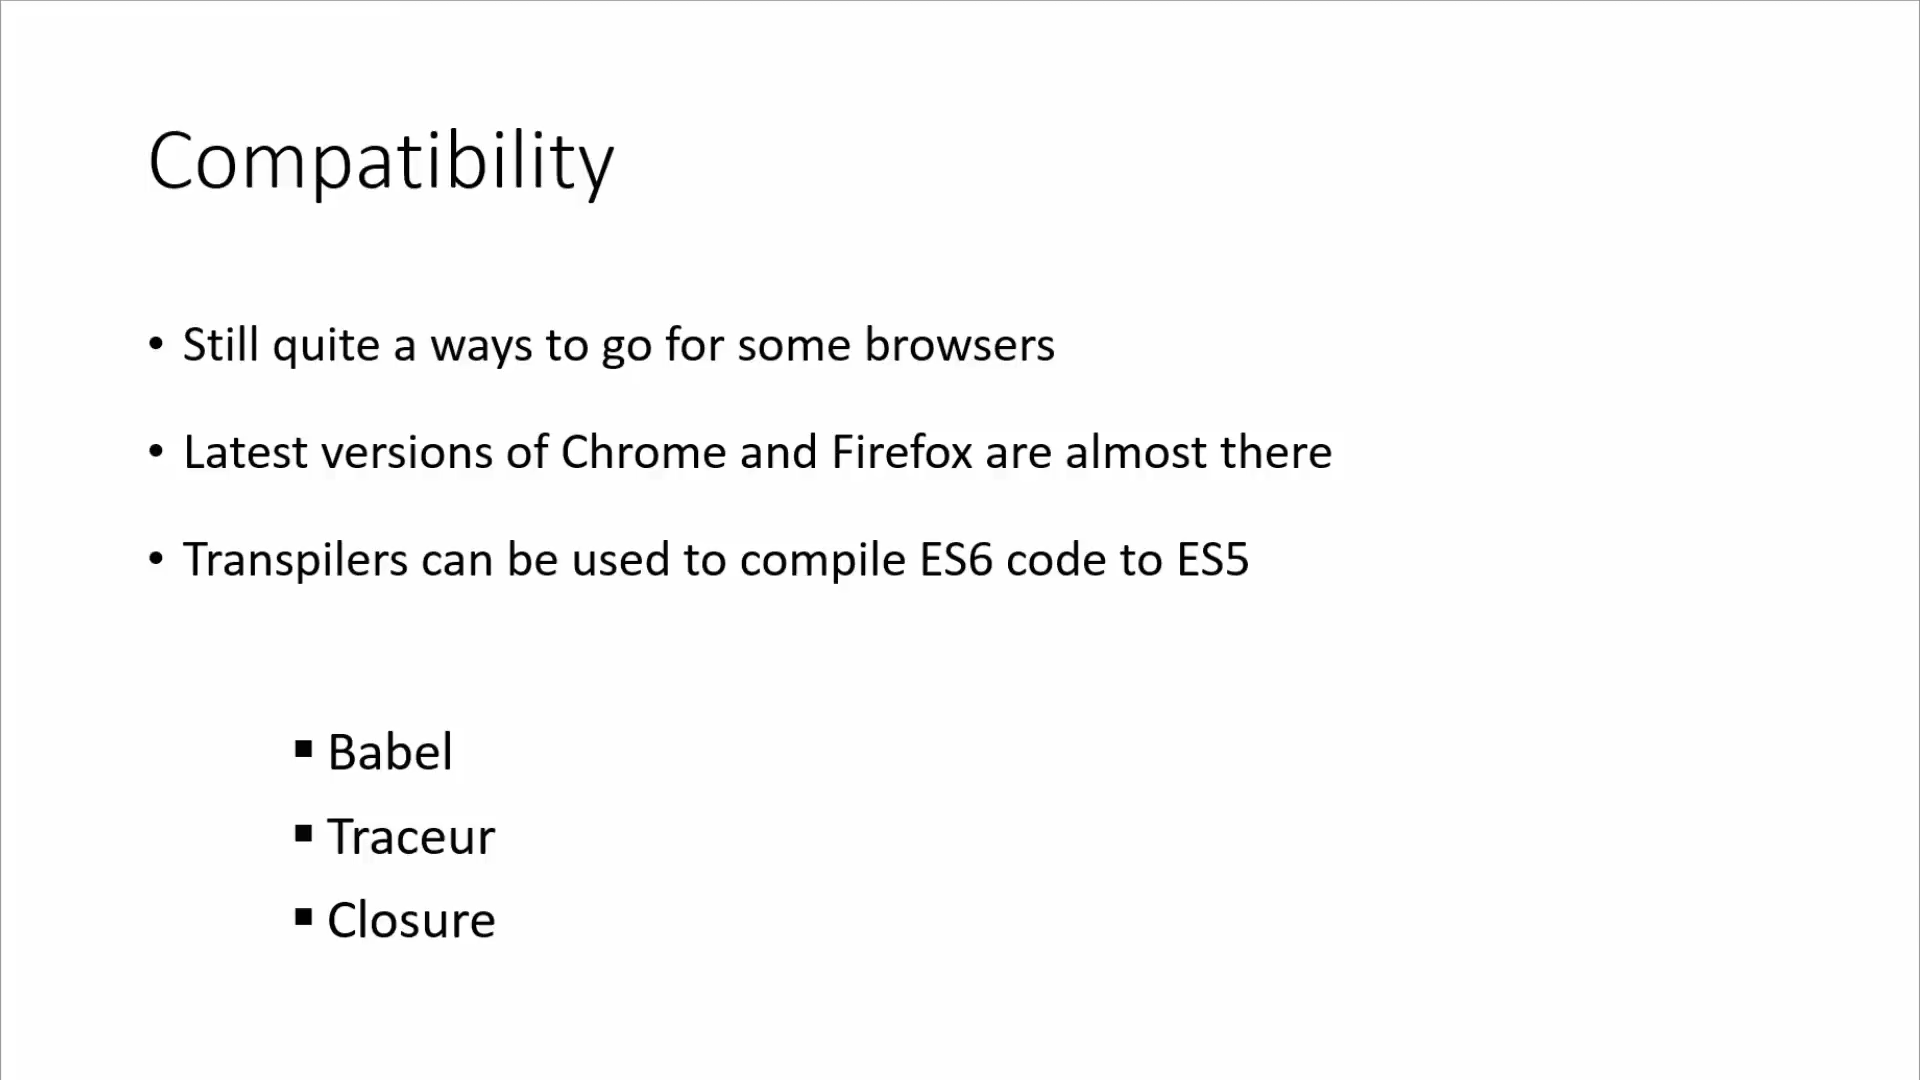 Compatibility
• Still quite a ways to go for some browsers
• Latest versions of Chrome and Firefox are almost there
• Transpilers can be used to compile ES6 code to ES5
▪ Babel
▪ Traceur
▪ Closure